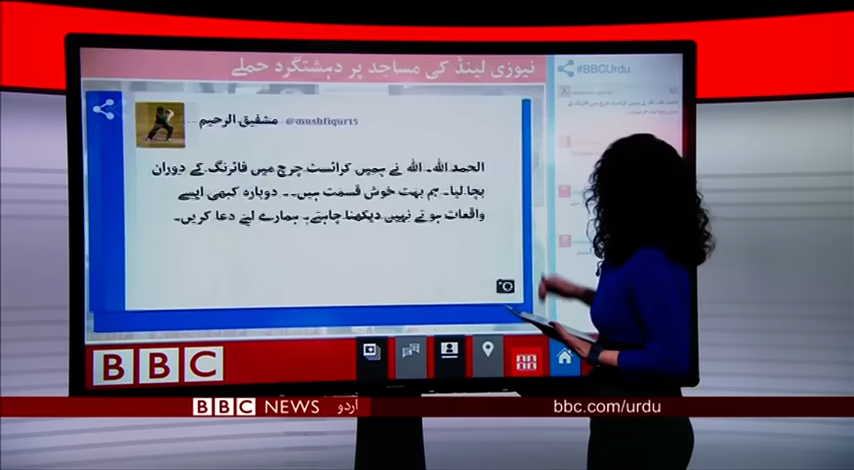 نیوزی لینڈ کی مساجد پر دہشتگرد حملے
#BBCUrdu
مشفیق الرحیم @mushfiqur15
الحمد اللہ۔ اللہ نے ہمیں کرائسٹ چرچ میں فائرنگ کے دوران
بچا لیا۔ ہم بہت خوش قسمت ہیں۔۔ دوبارہ کبھی ایسے
واقعات ہوتے نہیں دیکھنا چاہتے۔ ہمارے لیے دعا کریں۔
BBC
BBC NEWS اردو
bbc.com/urdu